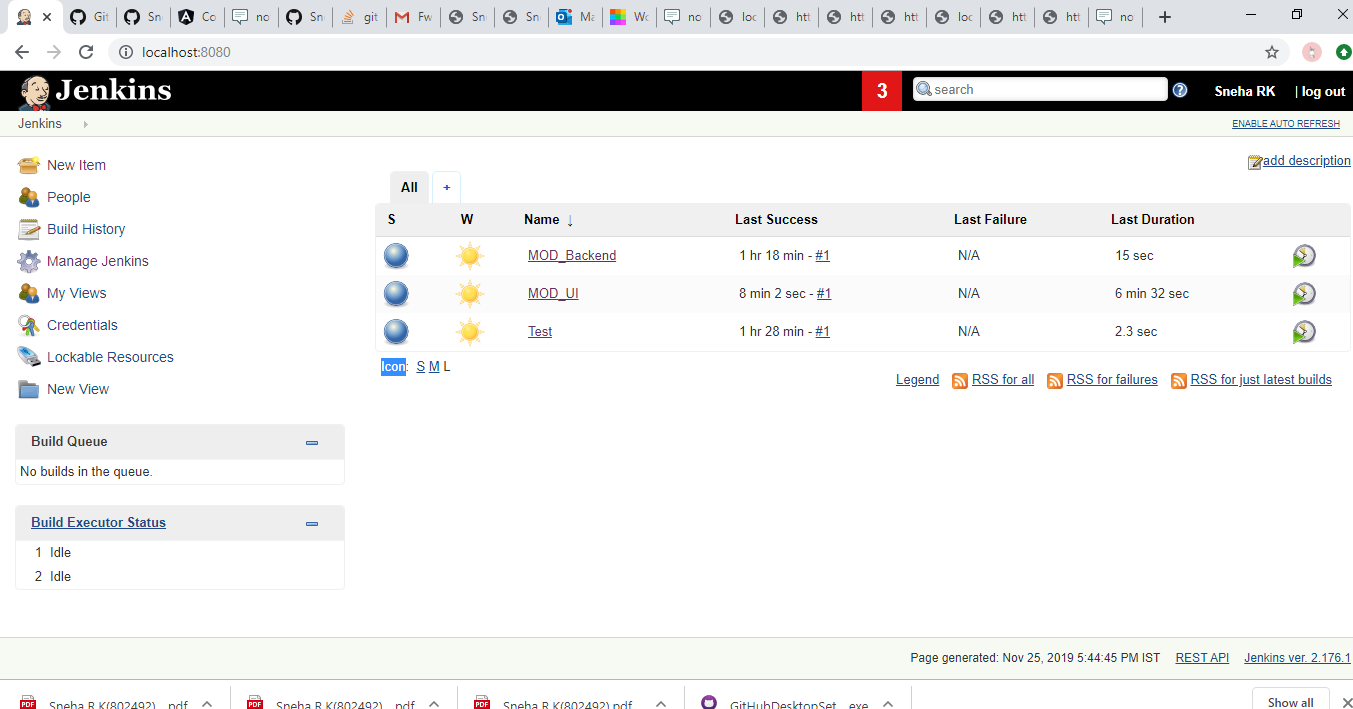 Git Sn Co no Sn git Fw Sn Sn Ma Wo no loc htt htt htt loc htt htt no
localhost:8080
Jenkins 3 search Sneha RK | log out
Jenkins ENABLE AUTO REFRESH
New Item
People
Build History
Manage Jenkins
My Views
Credentials
Lockable Resources
New View
Build Queue
No builds in the queue.
Build Executor Status
1 Idle
2 Idle
add description
All +
S W Name ↓ Last Success Last Failure Last Duration
MOD_Backend 1 hr 18 min - #1 N/A 15 sec
MOD_UI 8 min 2 sec - #1 N/A 6 min 32 sec
Test 1 hr 28 min - #1 N/A 2.3 sec
Icon: S M L
Legend RSS for all RSS for failures RSS for just latest builds
Page generated: Nov 25, 2019 5:44:45 PM IST REST API Jenkins ver. 2.176.1
Sneha R K(802492)....pdf Sneha R K(802492)....pdf Sneha R K(802492).pdf GitHubDesktopSet....exe Show all